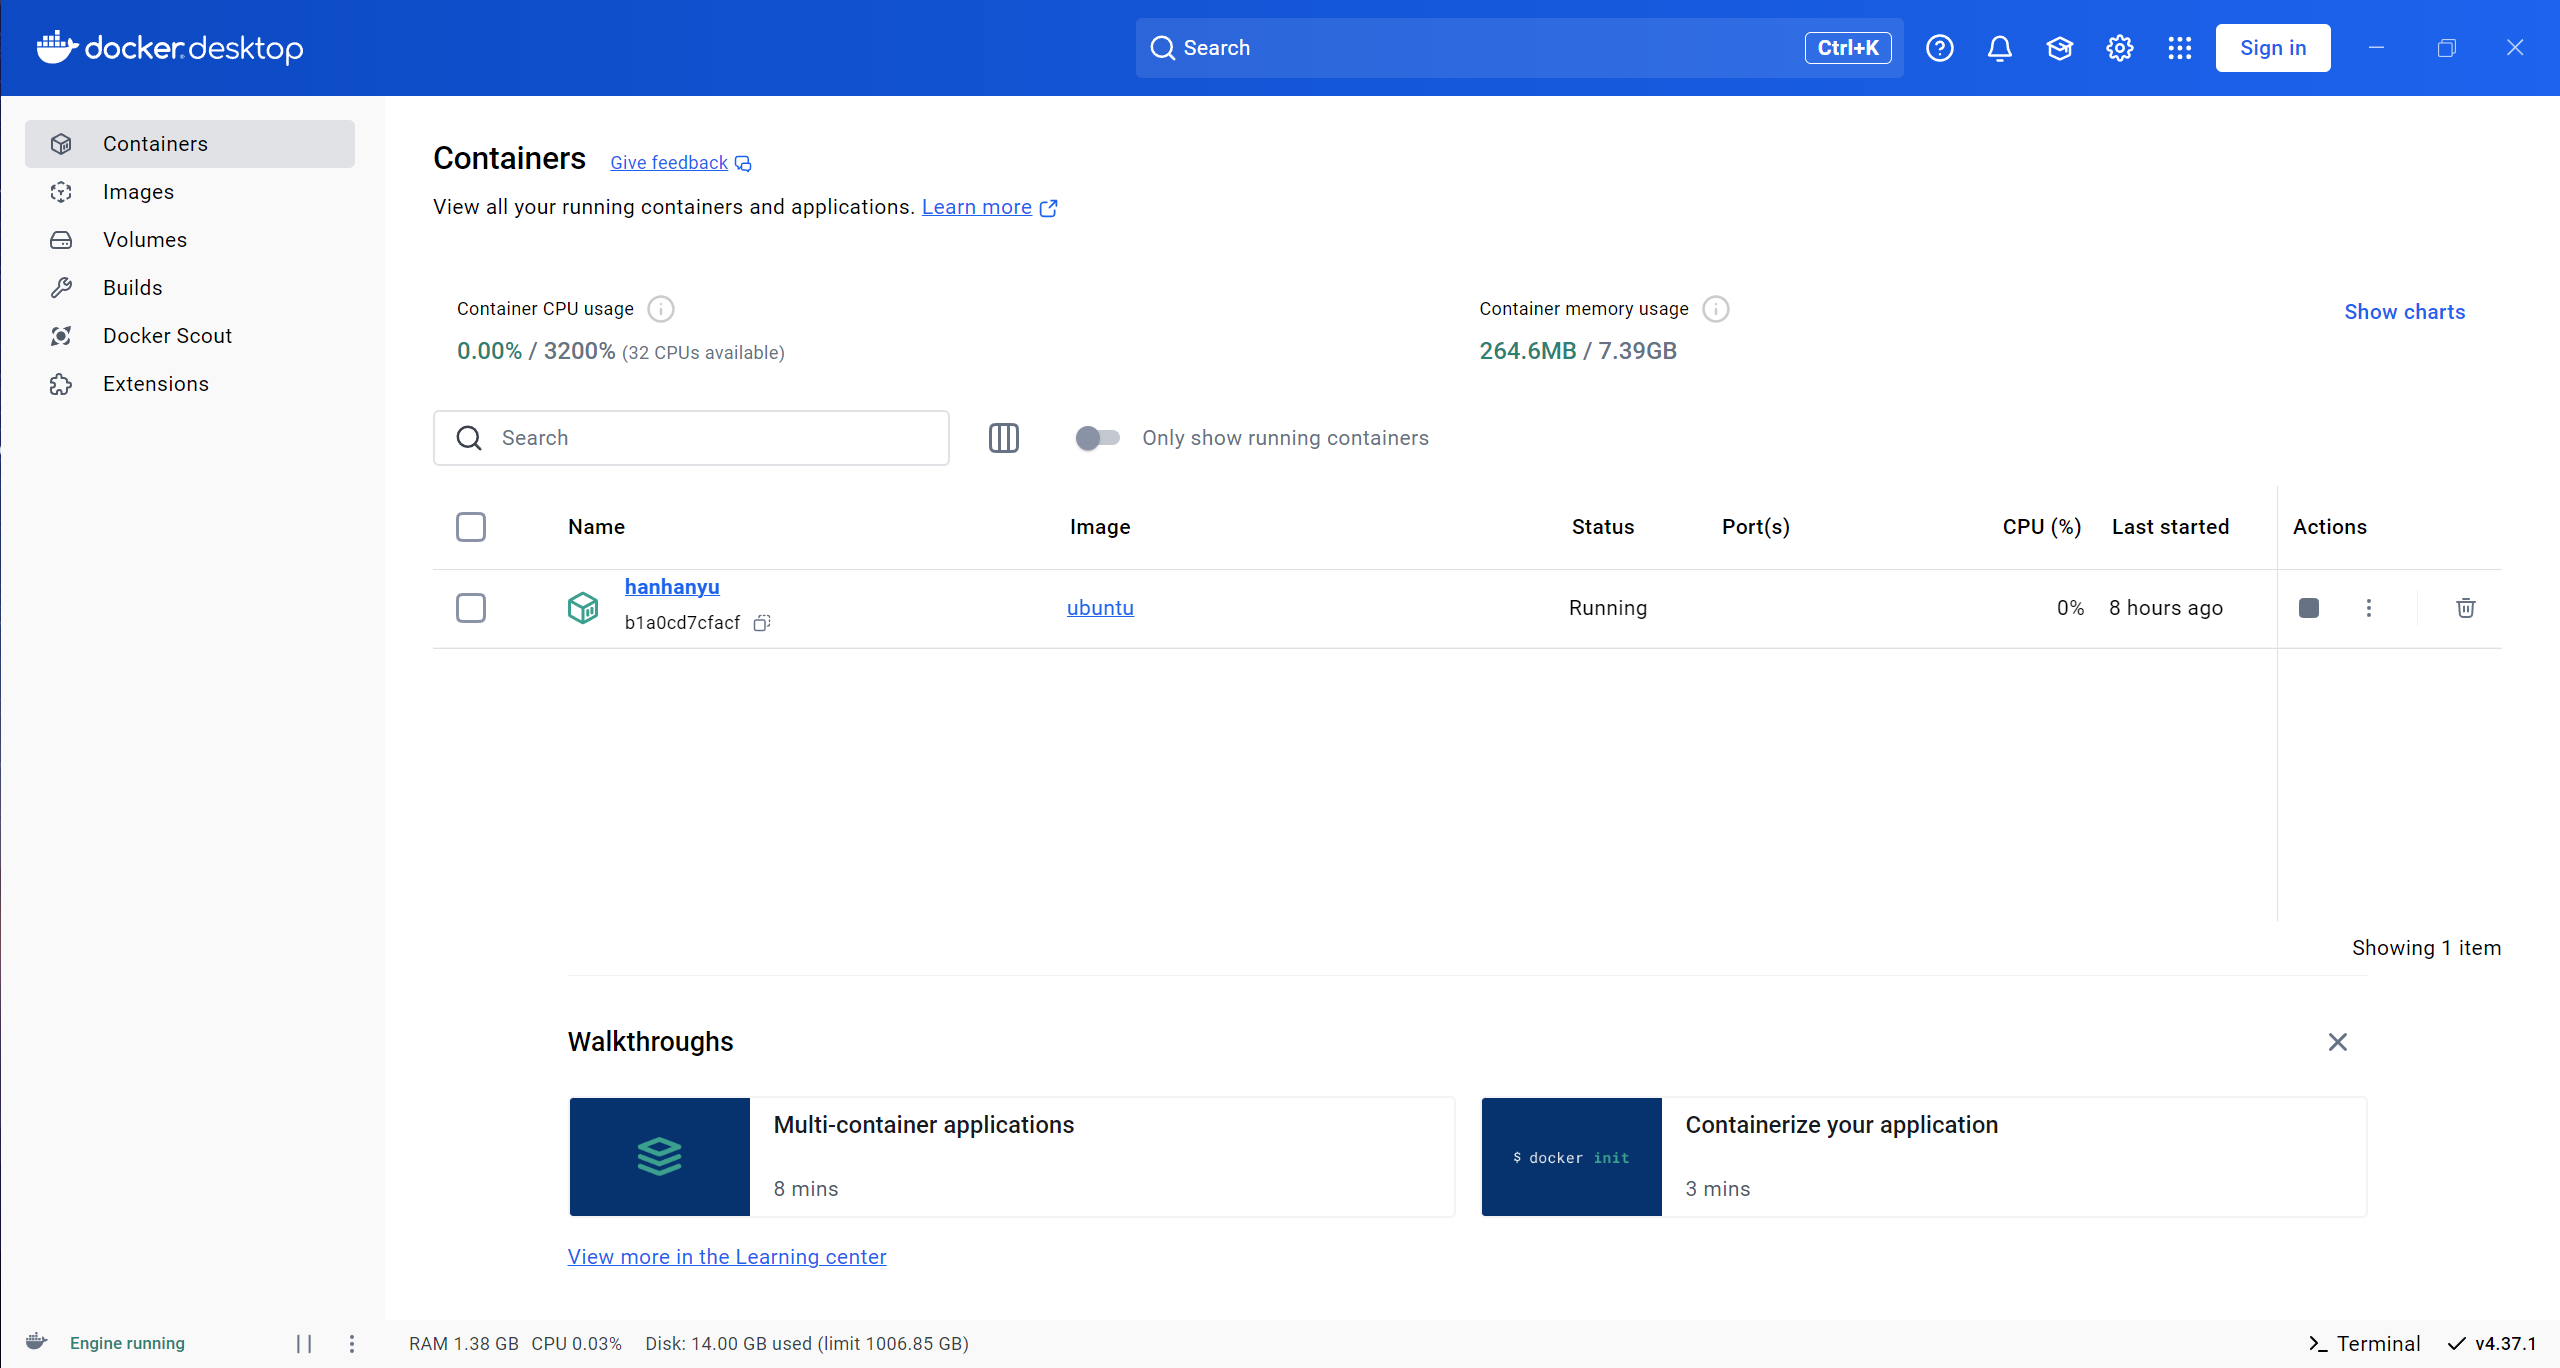 docker desktop
Search
Ctrl+K
Sign in
Containers
Images
Volumes
Builds
Docker Scout
Extensions
Containers Give feedback
View all your running containers and applications. Learn more
Container CPU usage
0.00% / 3200% (32 CPUs available)
Container memory usage
264.6MB / 7.39GB
Show charts
Search
Only show running containers
Name Image Status Port(s) CPU (%) Last started Actions
hanhanyu
b1a0cd7cfacf
ubuntu Running 0% 8 hours ago
Showing 1 item
Walkthroughs
Multi-container applications
8 mins
$ docker init
Containerize your application
3 mins
View more in the Learning center
Engine running
RAM 1.38 GB CPU 0.03% Disk: 14.00 GB used (limit 1006.85 GB)
Terminal
v4.37.1